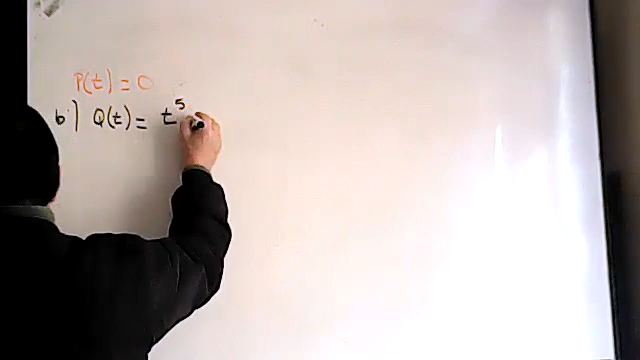 P(t) = 0
b) Q(t) = t⁵